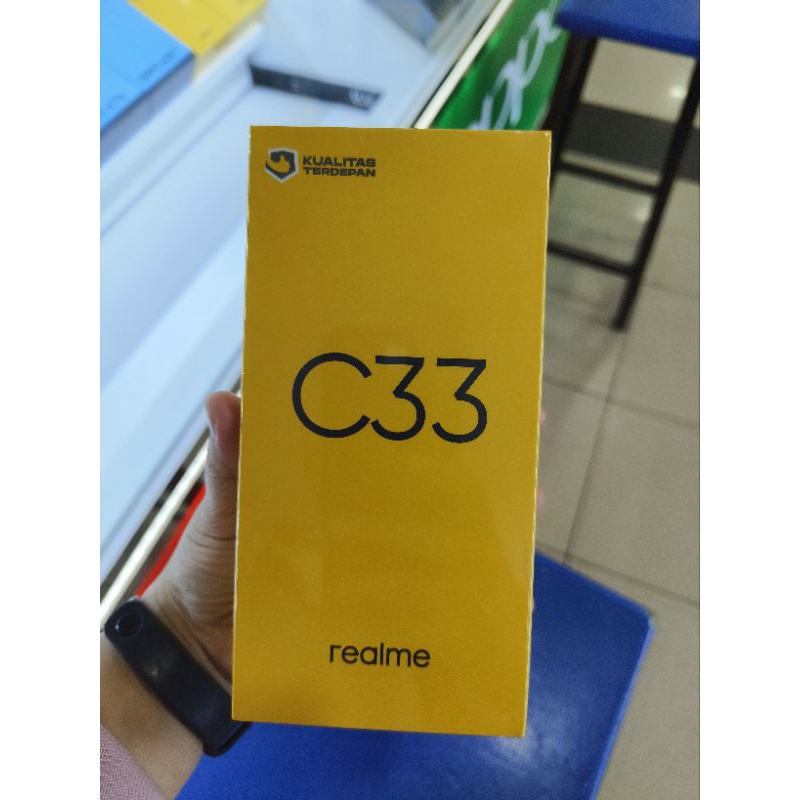 KUALITAS
TERDEPAN
C33
realme